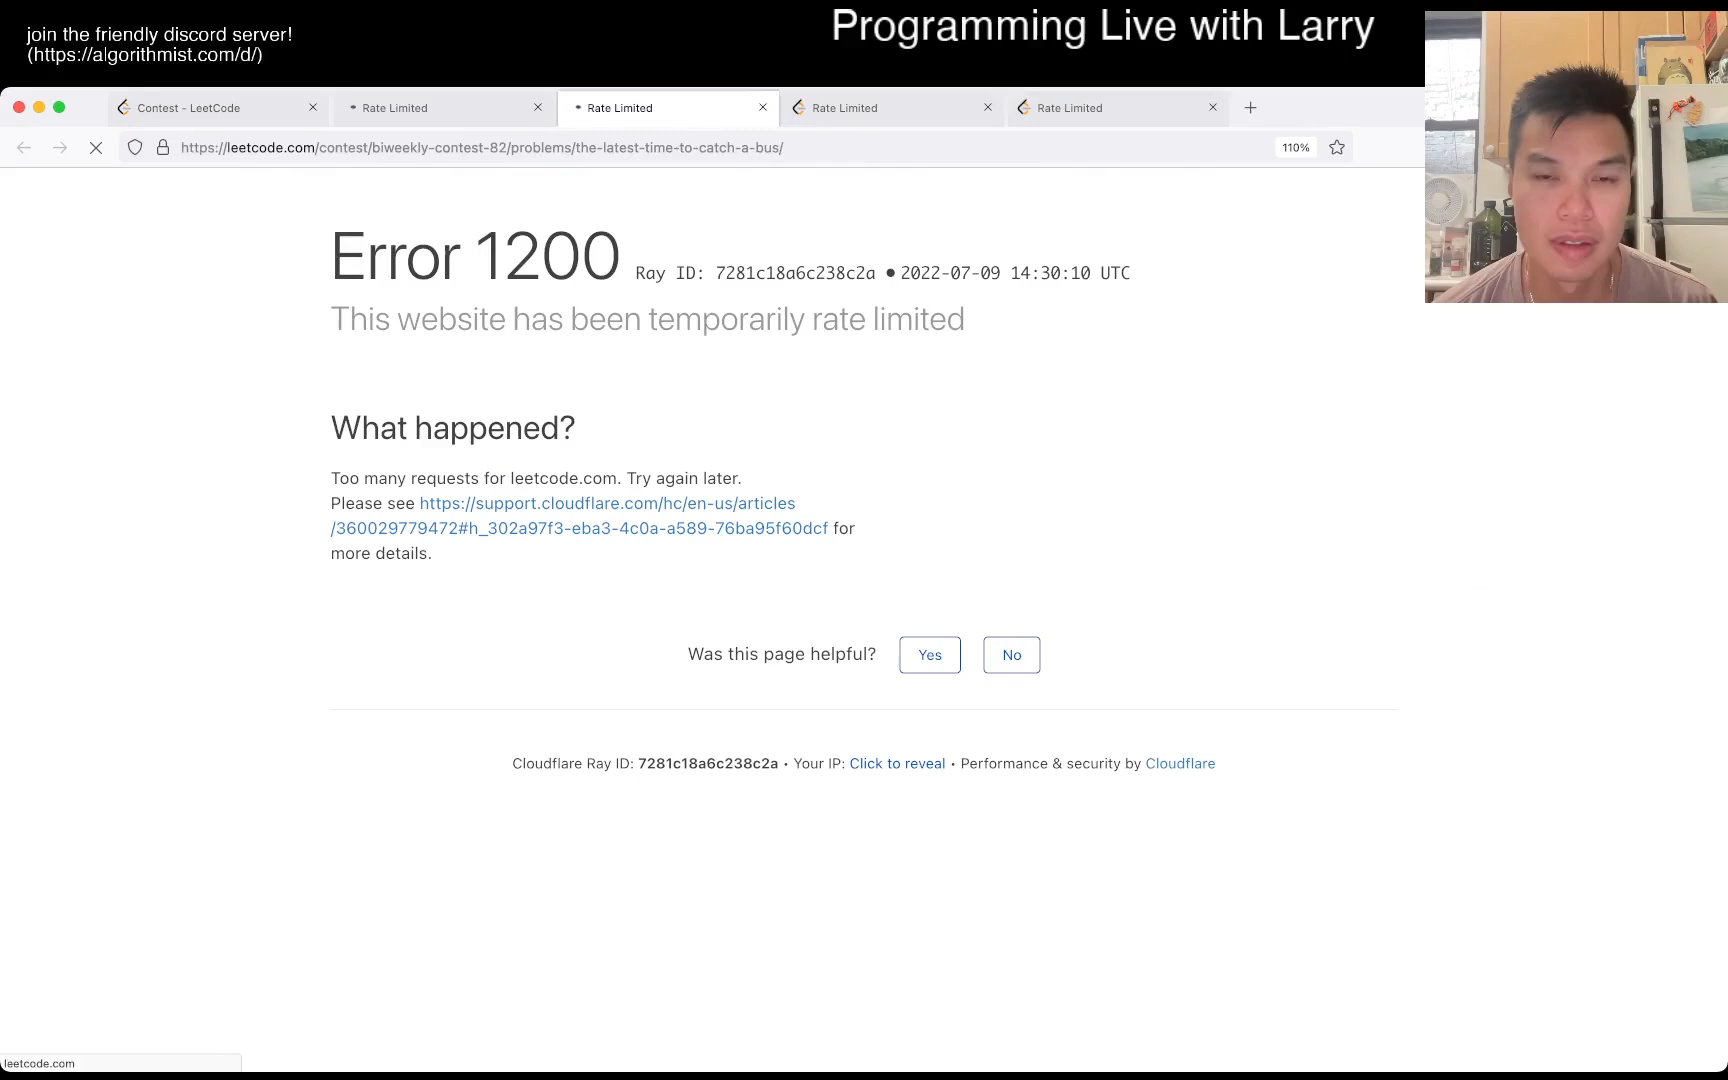 join the friendly discord server!
(https://algorithmist.com/d/)
Programming Live with Larry
Contest - LeetCode
Rate Limited
Rate Limited
Rate Limited
Rate Limited
https://leetcode.com/contest/biweekly-contest-82/problems/the-latest-time-to-catch-a-bus/
110%
Error 1200 Ray ID: 7281c18a6c238c2a • 2022-07-09 14:30:10 UTC
This website has been temporarily rate limited
What happened?
Too many requests for leetcode.com. Try again later.
Please see https://support.cloudflare.com/hc/en-us/articles
/360029779472#h_302a97f3-eba3-4c0a-a589-76ba95f60dcf for
more details.
Was this page helpful? Yes No
Cloudflare Ray ID: 7281c18a6c238c2a • Your IP: Click to reveal • Performance & security by Cloudflare
leetcode.com